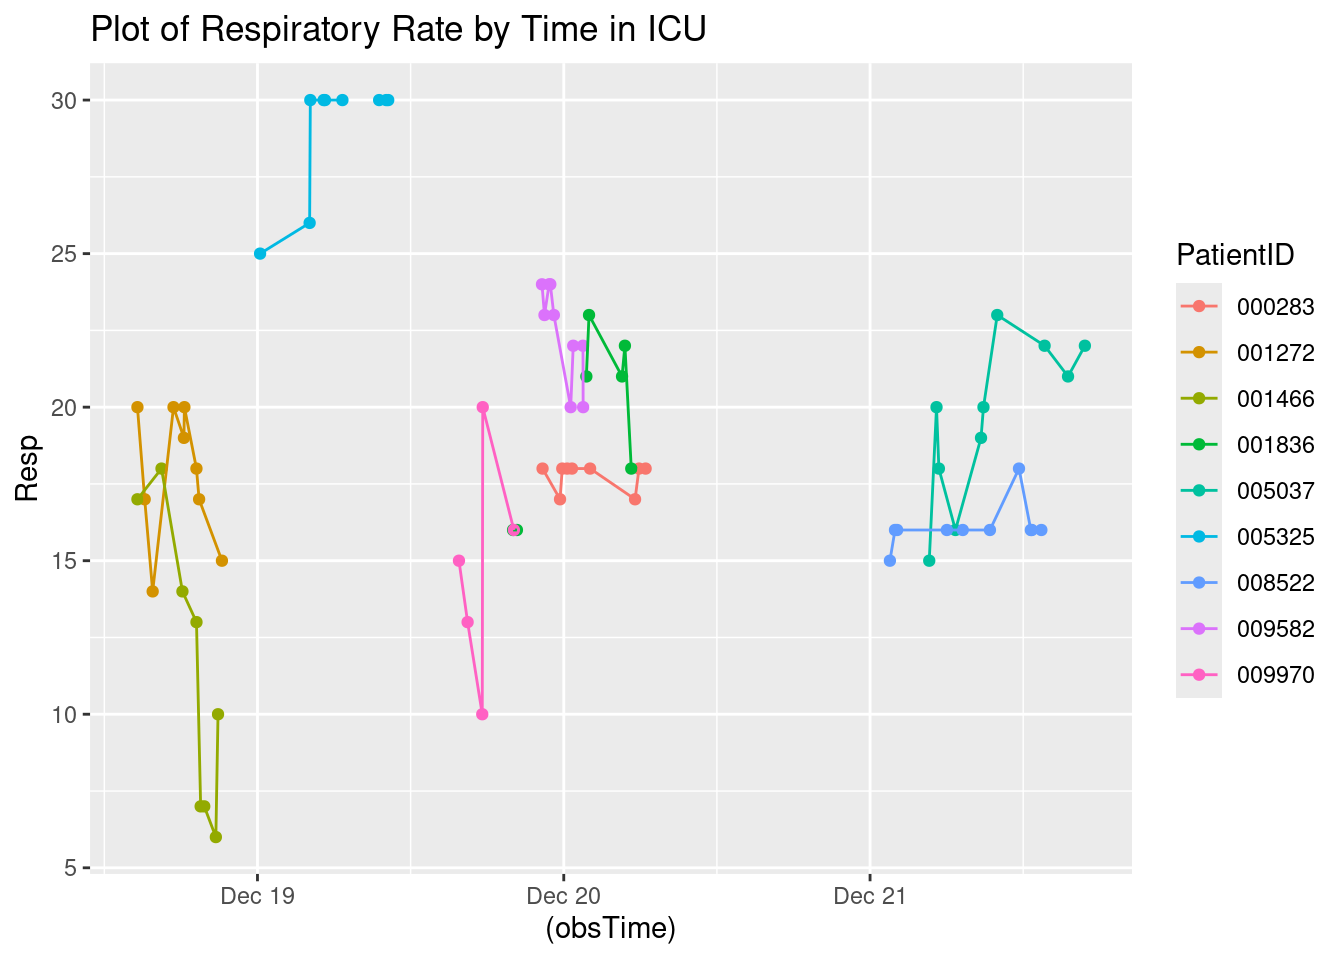 Plot of Respiratory Rate by Time in ICU
30
25
20
15
10
5
Resp
Dec 19
Dec 20
Dec 21
(obsTime)
PatientID
000283
001272
001466
001836
005037
005325
008522
009582
009970